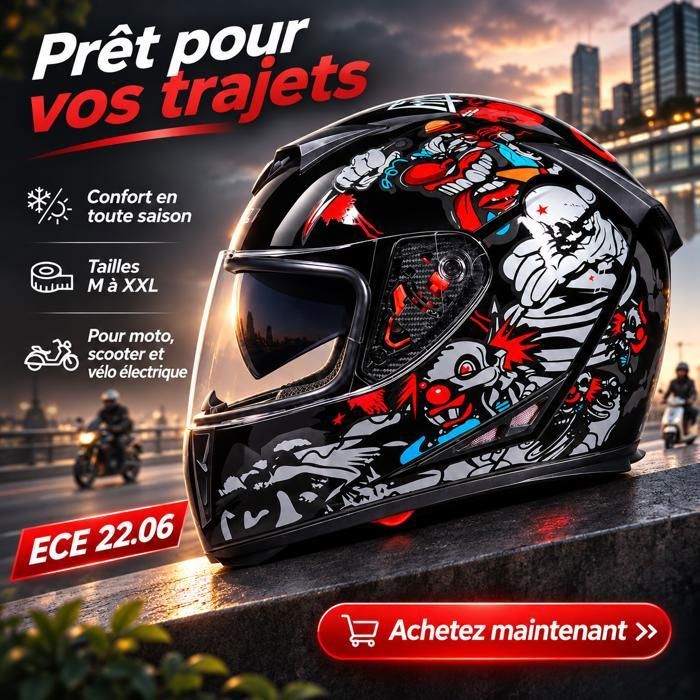 Prêt pour
vos trajets
Confort en
toute saison
Tailles
M à XXL
Pour moto,
scooter et
vélo électrique
ECE 22.06
Achetez maintenant >>